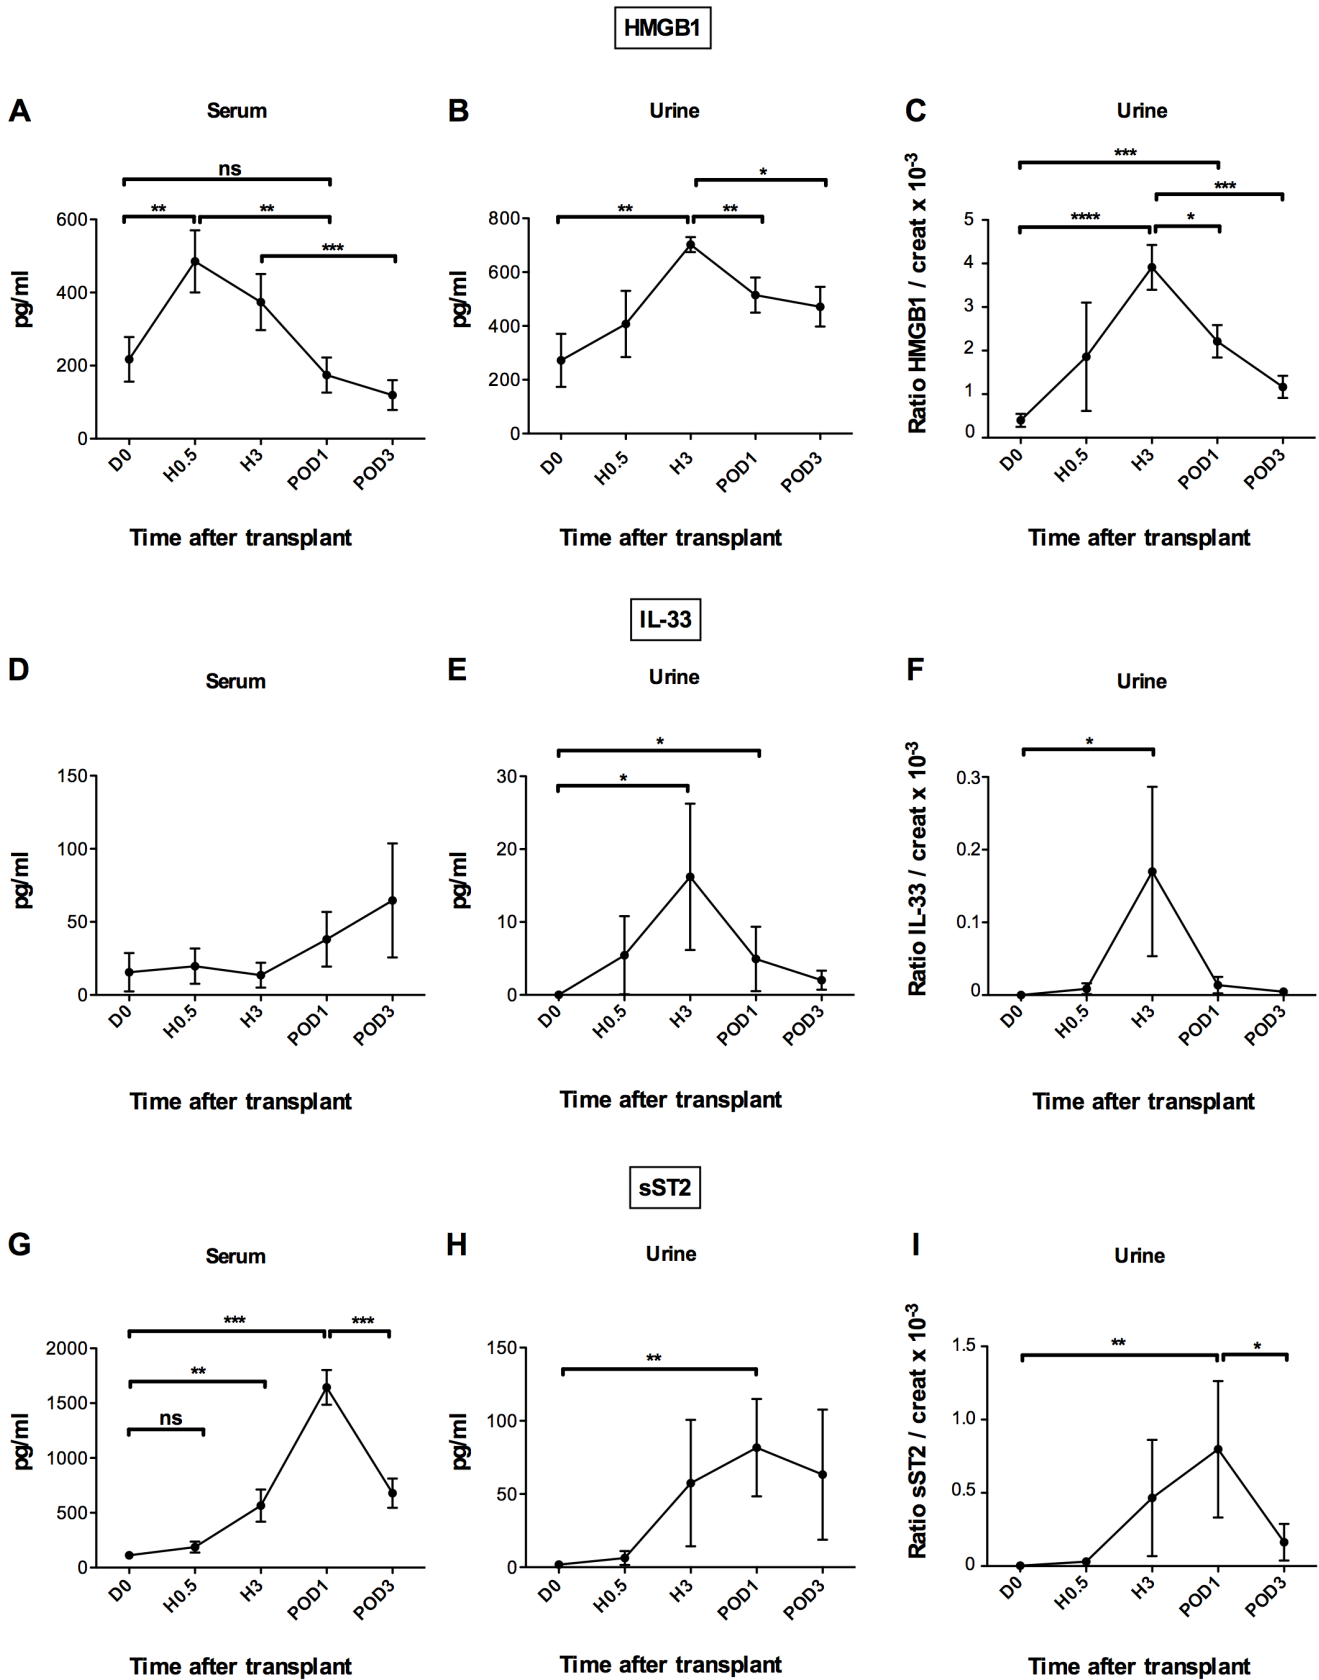 HMGB1
A
Serum
ns
**
**
***
600
400
200
0
pg/ml
D0
H0.5
H3
POD1
POD3
Time after transplant
B
Urine
*
**
**
800
600
400
200
0
pg/ml
D0
H0.5
H3
POD1
POD3
Time after transplant
C
Urine
***
***
****
*
5
4
3
2
1
0
Ratio HMGB1 / creat x 10-3
D0
H0.5
H3
POD1
POD3
Time after transplant
IL-33
D
Serum
150
100
50
0
pg/ml
D0
H0.5
H3
POD1
POD3
Time after transplant
E
Urine
*
*
30
20
10
0
pg/ml
D0
H0.5
H3
POD1
POD3
Time after transplant
F
Urine
*
0.3
0.2
0.1
0
Ratio IL-33 / creat x 10-3
D0
H0.5
H3
POD1
POD3
Time after transplant
sST2
G
Serum
***
***
**
ns
2000
1500
1000
500
0
pg/ml
D0
H0.5
H3
POD1
POD3
Time after transplant
H
Urine
**
150
100
50
0
pg/ml
D0
H0.5
H3
POD1
POD3
Time after transplant
I
Urine
**
*
1.5
1.0
0.5
0
Ratio sST2 / creat x 10-3
D0
H0.5
H3
POD1
POD3
Time after transplant